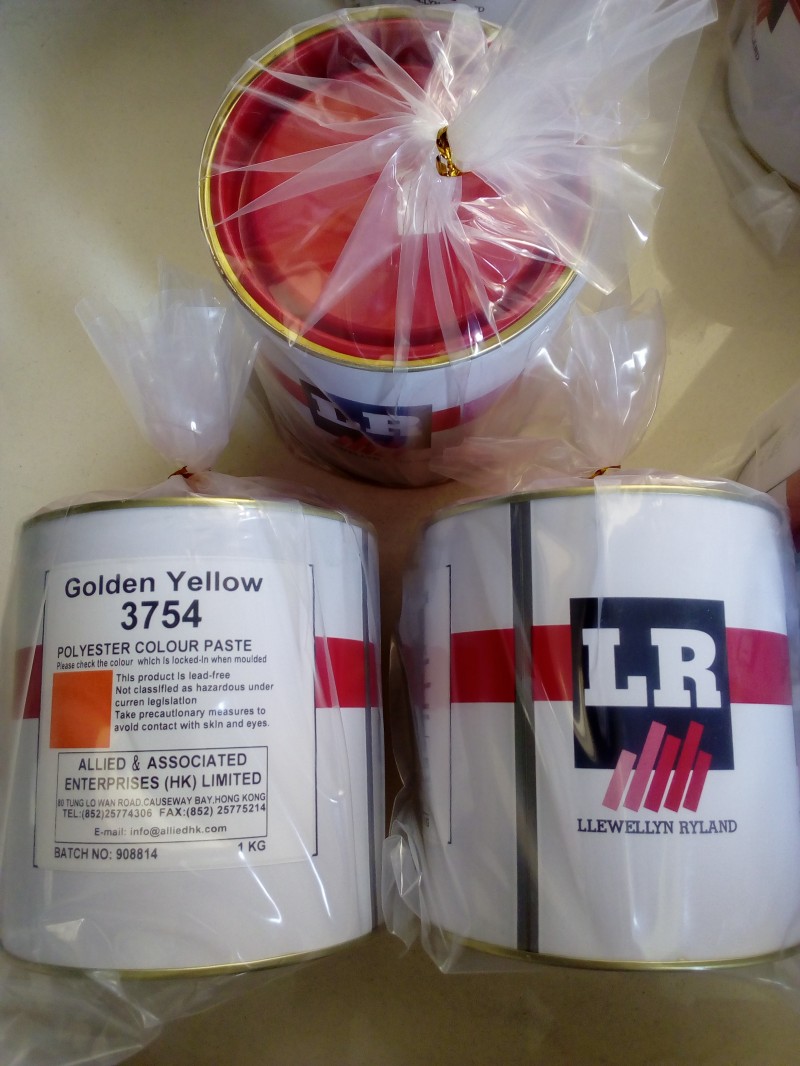 LR
Golden Yellow
3754
POLYESTER COLOUR PASTE
Please check the colour which is locked-in when moulded
This product is lead-free
Not classified as hazardous under
curren legislation
Take precautionary measures to
avoid contact with skin and eyes.
ALLIED & ASSOCIATED
ENTERPRISES (HK) LIMITED
80 TUNG LO WAN ROAD,CAUSEWAY BAY,HONG KONG
TEL:(852)25774306 FAX:(852) 25775214
E-mail: info@alliedhk.com
BATCH NO: 908814 1 KG
LR
LLEWELLYN RYLAND